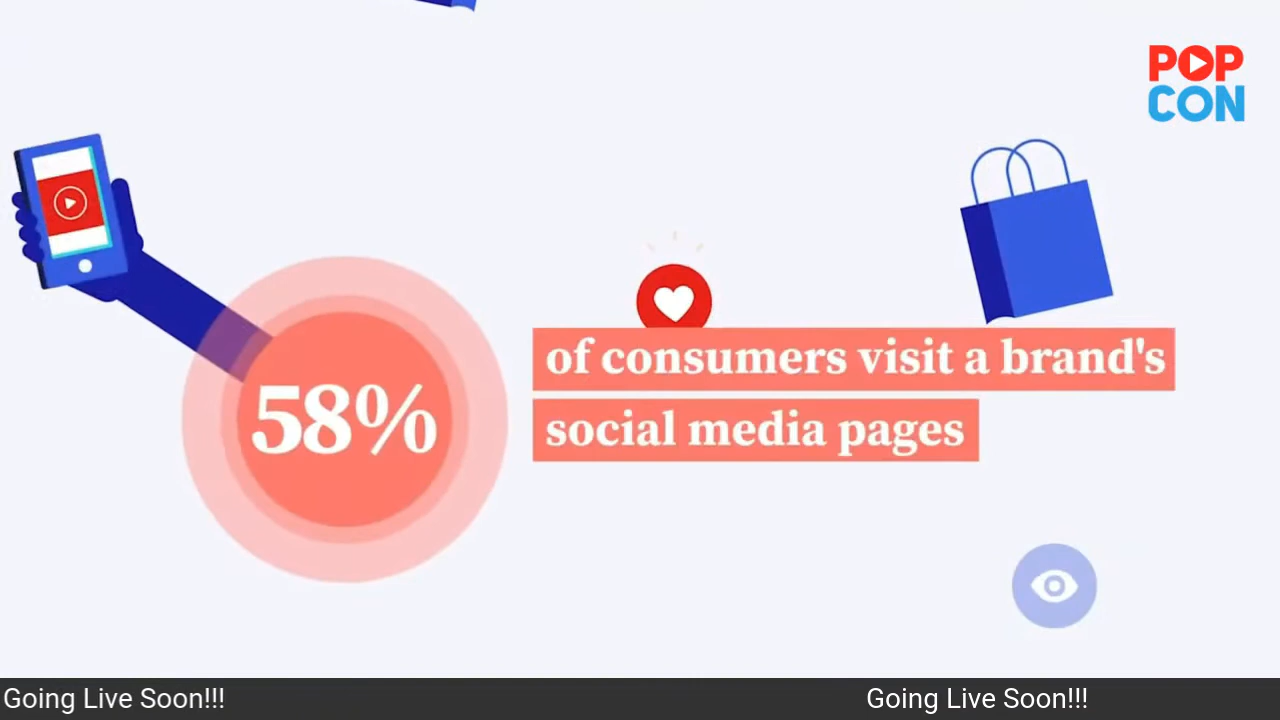 POP
CON
58%
of consumers visit a brand's
social media pages
Going Live Soon!!! Going Live Soon!!!